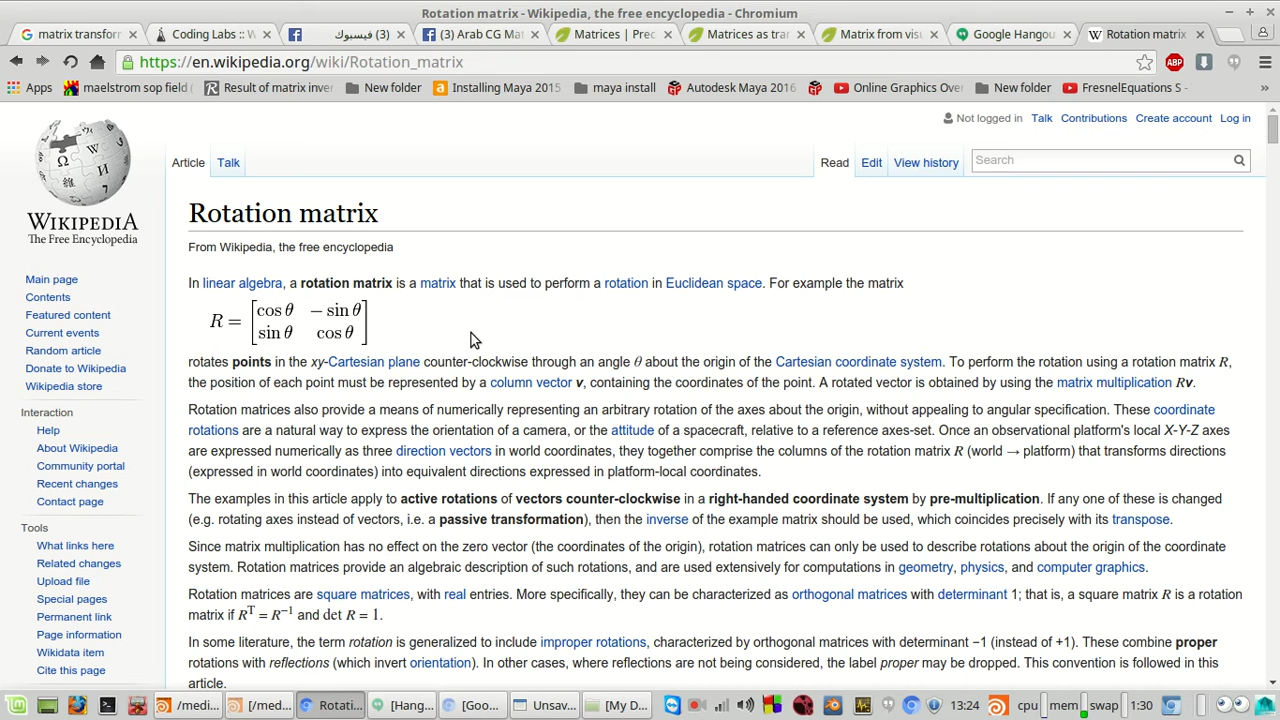 Rotation matrix - Wikipedia, the free encyclopedia - Chromium
matrix transform
Coding Labs :: W
(3) فيسبوك
(3) Arab CG Ma
Matrices | Prec
Matrices as tra
Matrix from visu
Google Hangou
Rotation matrix
https://en.wikipedia.org/wiki/Rotation_matrix
ABP
Apps
maelstrom sop field (
Result of matrix inver
New folder
Installing Maya 2015
maya install
Autodesk Maya 2016
Online Graphics Ove
New folder
FresnelEquations S -
»
Not logged in Talk Contributions Create account Log in
Article Talk
Read Edit View history
Search
WIKIPEDIA
The Free Encyclopedia
Main page
Contents
Featured content
Current events
Random article
Donate to Wikipedia
Wikipedia store
Interaction
Help
About Wikipedia
Community portal
Recent changes
Contact page
Tools
What links here
Related changes
Upload file
Special pages
Permanent link
Page information
Wikidata item
Cite this page
Rotation matrix
From Wikipedia, the free encyclopedia
In linear algebra, a rotation matrix is a matrix that is used to perform a rotation in Euclidean space. For example the matrix
R = [cos θ − sin θ
sin θ cos θ]
rotates points in the xy-Cartesian plane counter-clockwise through an angle θ about the origin of the Cartesian coordinate system. To perform the rotation using a rotation matrix R,
the position of each point must be represented by a column vector v, containing the coordinates of the point. A rotated vector is obtained by using the matrix multiplication Rv.
Rotation matrices also provide a means of numerically representing an arbitrary rotation of the axes about the origin, without appealing to angular specification. These coordinate
rotations are a natural way to express the orientation of a camera, or the attitude of a spacecraft, relative to a reference axes-set. Once an observational platform's local X-Y-Z axes
are expressed numerically as three direction vectors in world coordinates, they together comprise the columns of the rotation matrix R (world → platform) that transforms directions
(expressed in world coordinates) into equivalent directions expressed in platform-local coordinates.
The examples in this article apply to active rotations of vectors counter-clockwise in a right-handed coordinate system by pre-multiplication. If any one of these is changed
(e.g. rotating axes instead of vectors, i.e. a passive transformation), then the inverse of the example matrix should be used, which coincides precisely with its transpose.
Since matrix multiplication has no effect on the zero vector (the coordinates of the origin), rotation matrices can only be used to describe rotations about the origin of the coordinate
system. Rotation matrices provide an algebraic description of such rotations, and are used extensively for computations in geometry, physics, and computer graphics.
Rotation matrices are square matrices, with real entries. More specifically, they can be characterized as orthogonal matrices with determinant 1; that is, a square matrix R is a rotation
matrix if Rᵀ = R⁻¹ and det R = 1.
In some literature, the term rotation is generalized to include improper rotations, characterized by orthogonal matrices with determinant −1 (instead of +1). These combine proper
rotations with reflections (which invert orientation). In other cases, where reflections are not being considered, the label proper may be dropped. This convention is followed in this
article.
/medi...
[/med...
Rotati...
[Hang...
[Goo...
Unsav...
[My D...
13:24
cpu
mem
swap
1:30